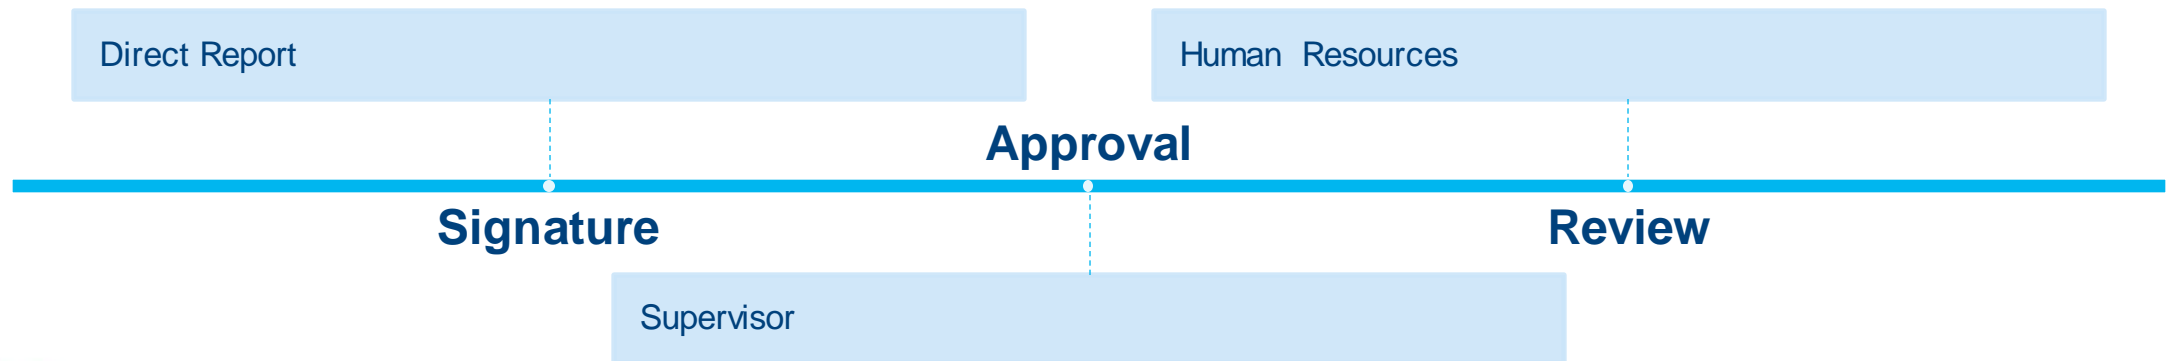 Direct Report
Human Resources
Approval
Signature
Review
Supervisor